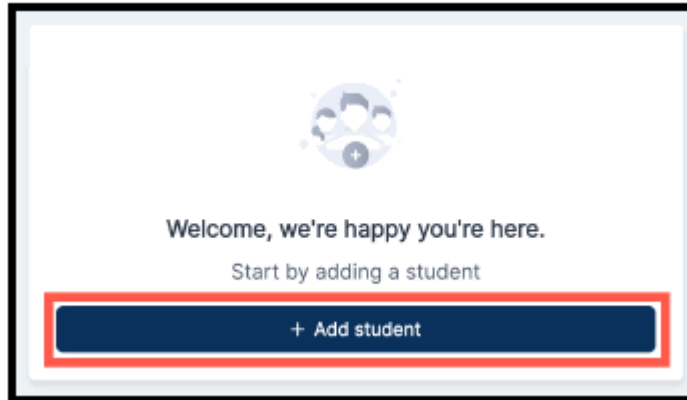 Welcome, we're happy you're here.
Start by adding a student
+ Add student